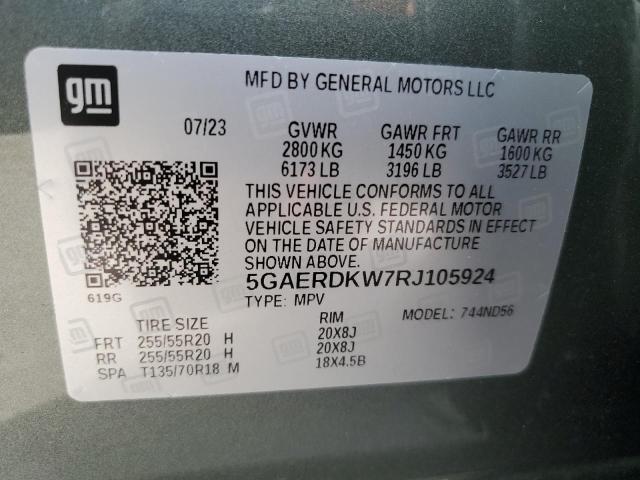 gm
MFD BY GENERAL MOTORS LLC
07/23 GVWR GAWR FRT GAWR RR
2800 KG 1450 KG 1600 KG
6173 LB 3196 LB 3527 LB
THIS VEHICLE CONFORMS TO ALL
APPLICABLE U.S. FEDERAL MOTOR
VEHICLE SAFETY STANDARDS IN EFFECT
ON THE DATE OF MANUFACTURE
SHOWN ABOVE.
5GAERDKW7RJ105924
619G
TYPE: MPV MODEL: 744ND56
TIRE SIZE RIM
FRT 255/55R20 H 20X8J
RR 255/55R20 H 20X8J
SPA T135/70R18 M 18X4.5B